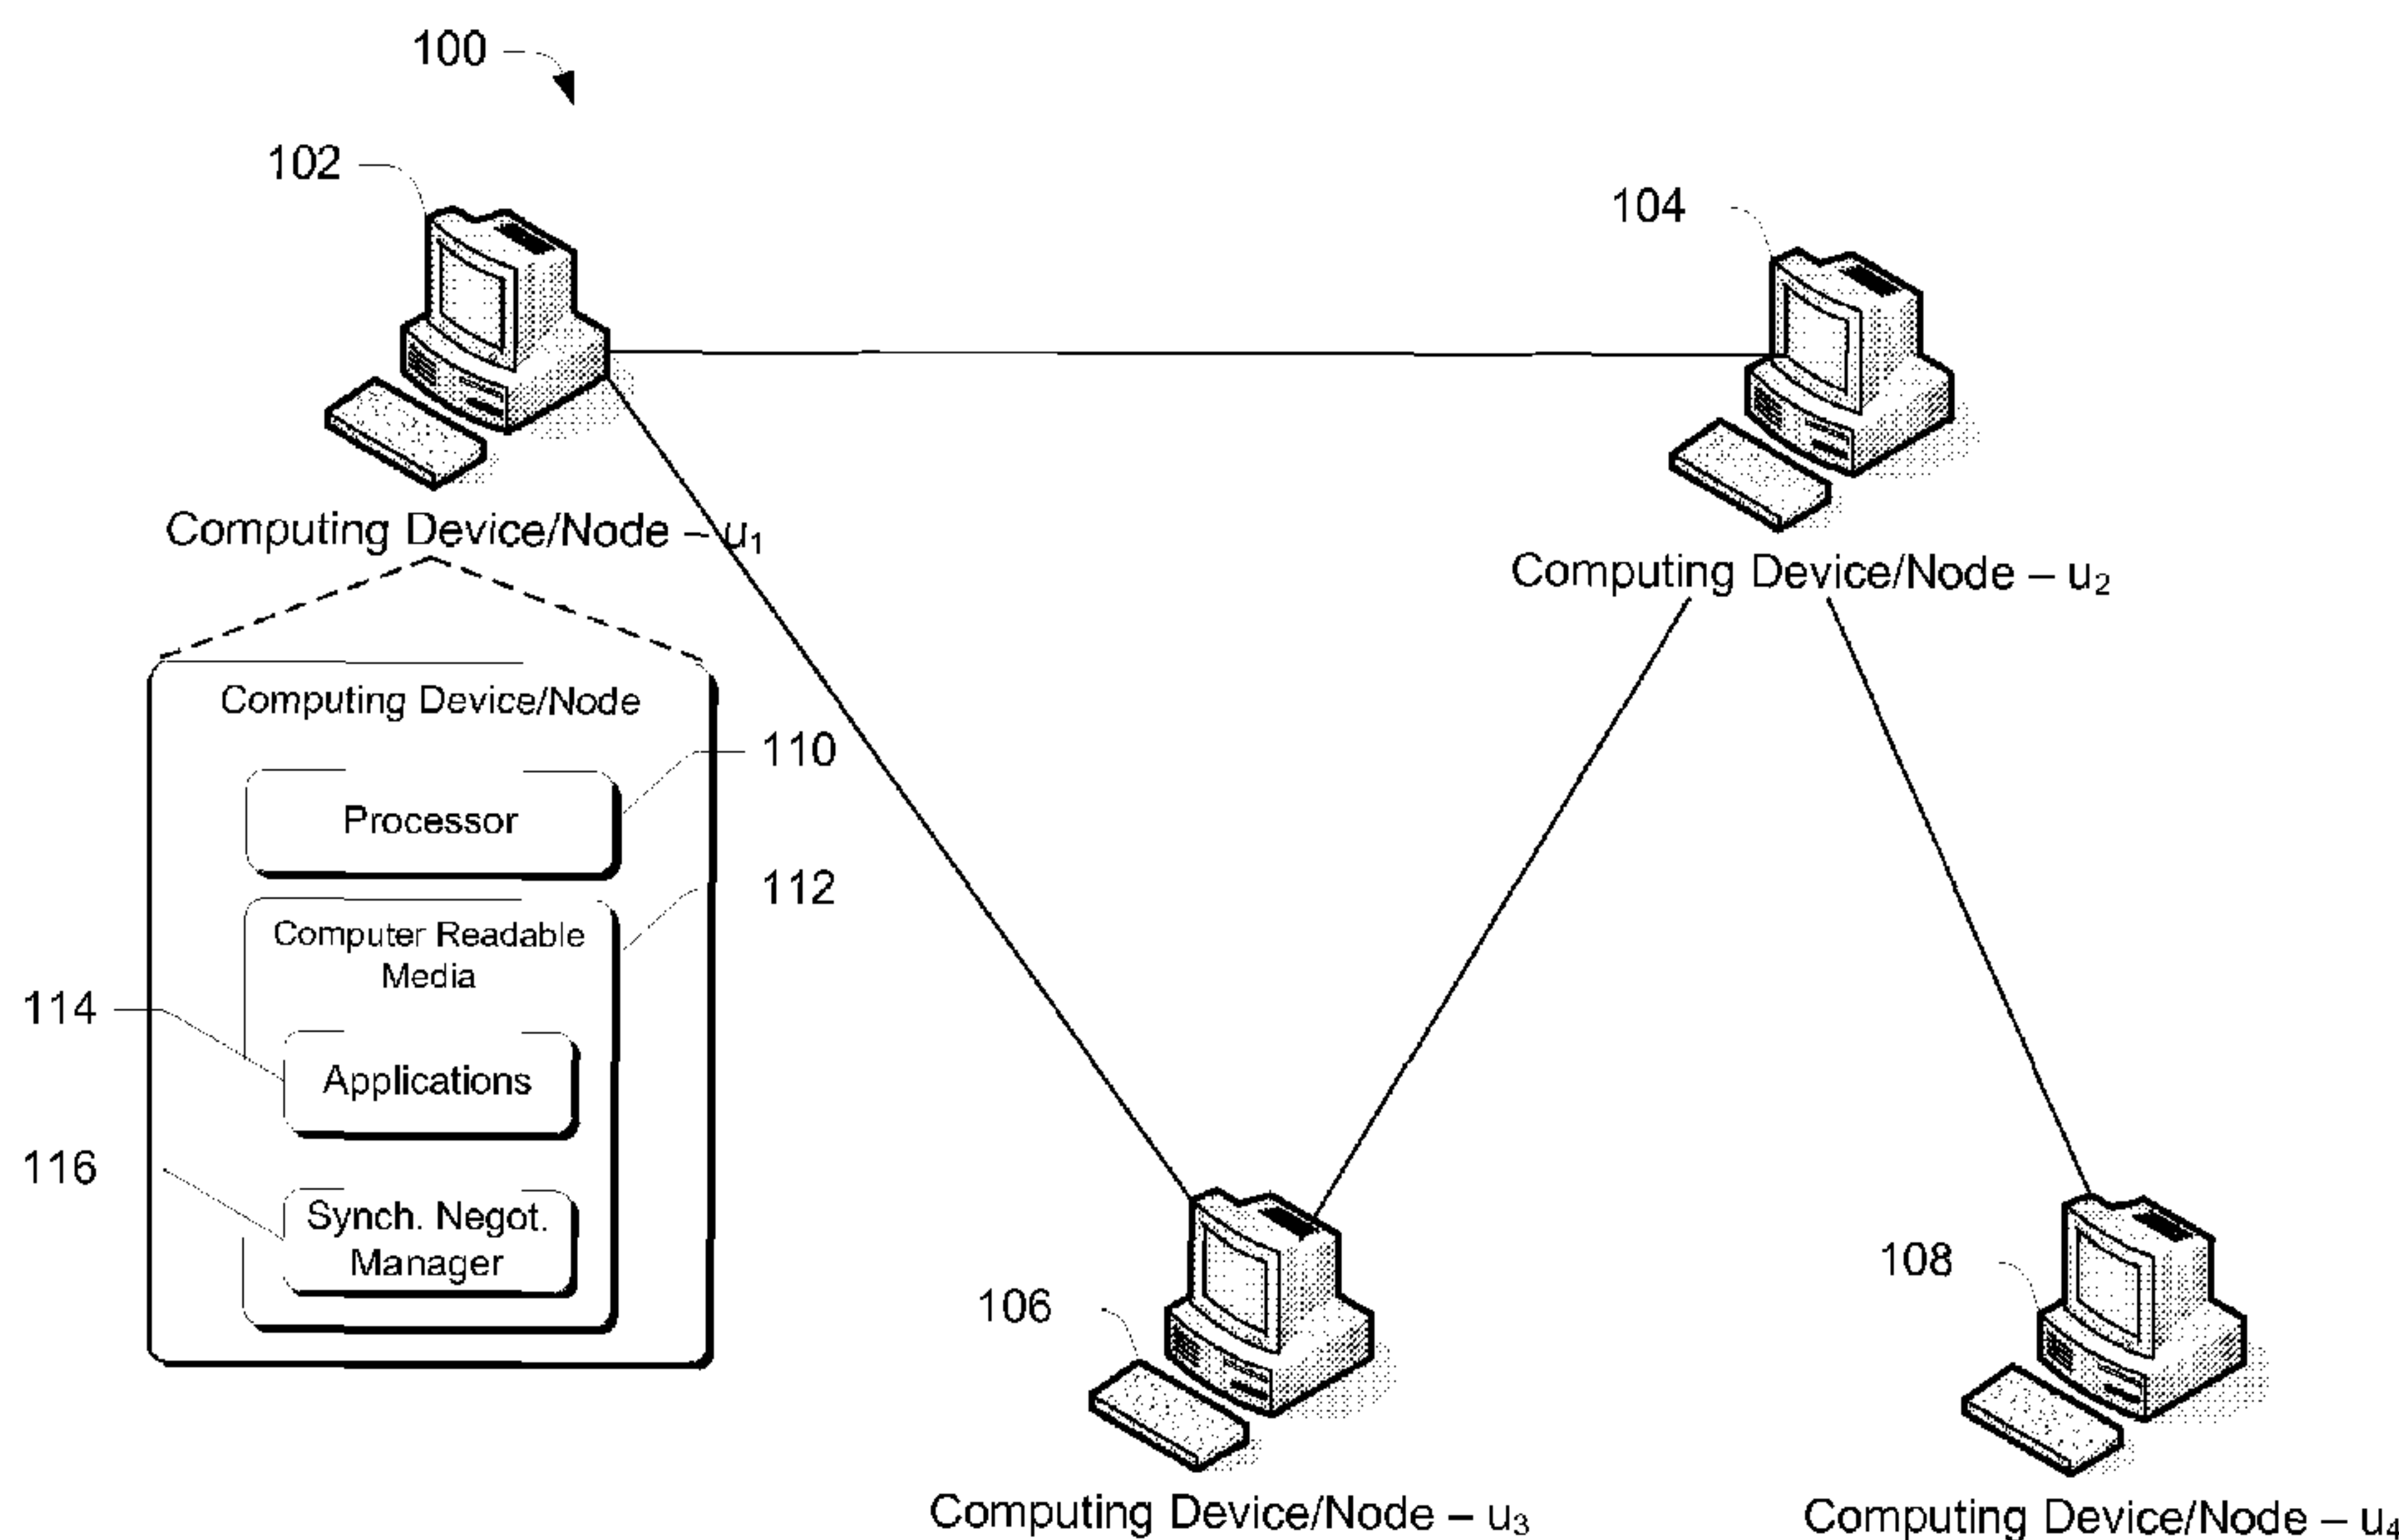 100
102
104
Computing Device/Node – u₁
Computing Device/Node – u₂
Computing Device/Node
110
Processor
112
Computer Readable
Media
114
Applications
116
Synch. Negot.
Manager
106
108
Computing Device/Node – u₃
Computing Device/Node – u₄